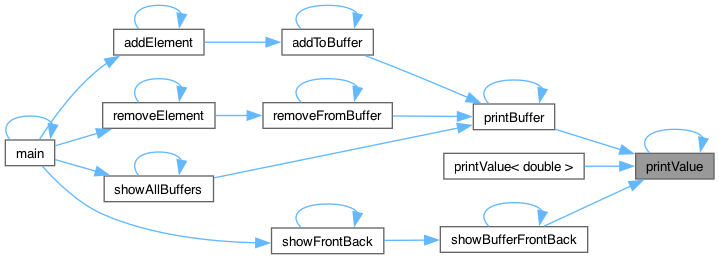 addElement
addToBuffer
removeElement
removeFromBuffer
printBuffer
main
printValue< double >
printValue
showAllBuffers
showFrontBack
showBufferFrontBack